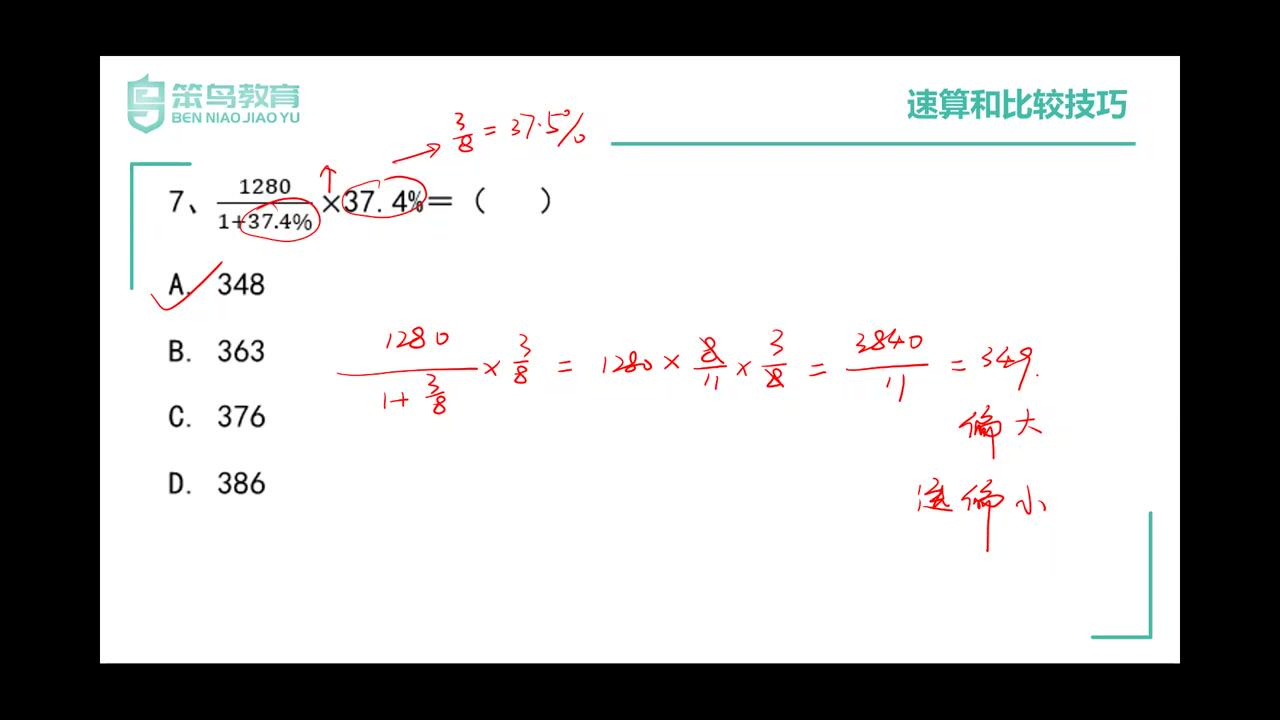 笨鸟教育
BEN NIAO JIAO YU
速算和比较技巧
3/8 = 37.5%
7、1280/(1+37.4%) ×37.4%=（ ）
A. 348
B. 363
C. 376
D. 386
1280/(1+3/8) × 3/8 = 1280 × 8/11 × 3/8 = 3840/11 = 349.
偏大
选偏小